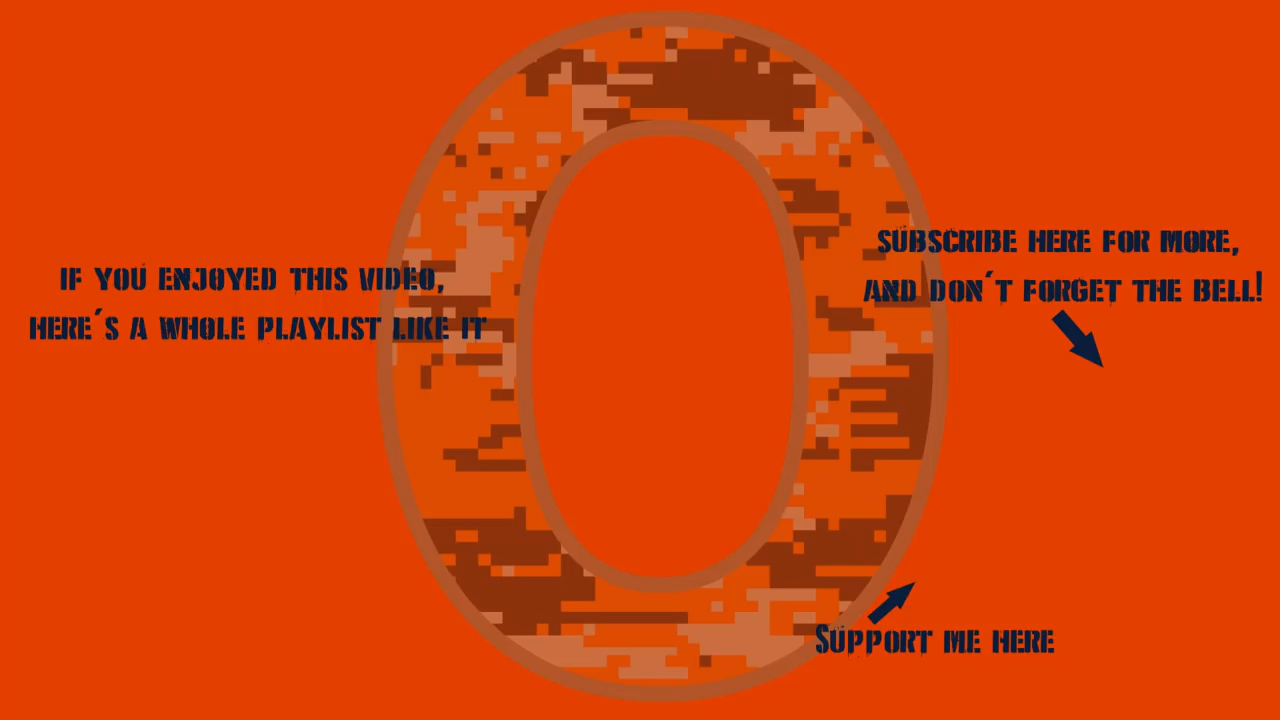 IF YOU ENJOYED THIS VIDEO,
HERE´S A WHOLE PLAYLIST LIKE IT
SUBSCRIBE HERE FOR MORE,
AND DON´T FORGET THE BELL!
SUPPORT ME HERE
O